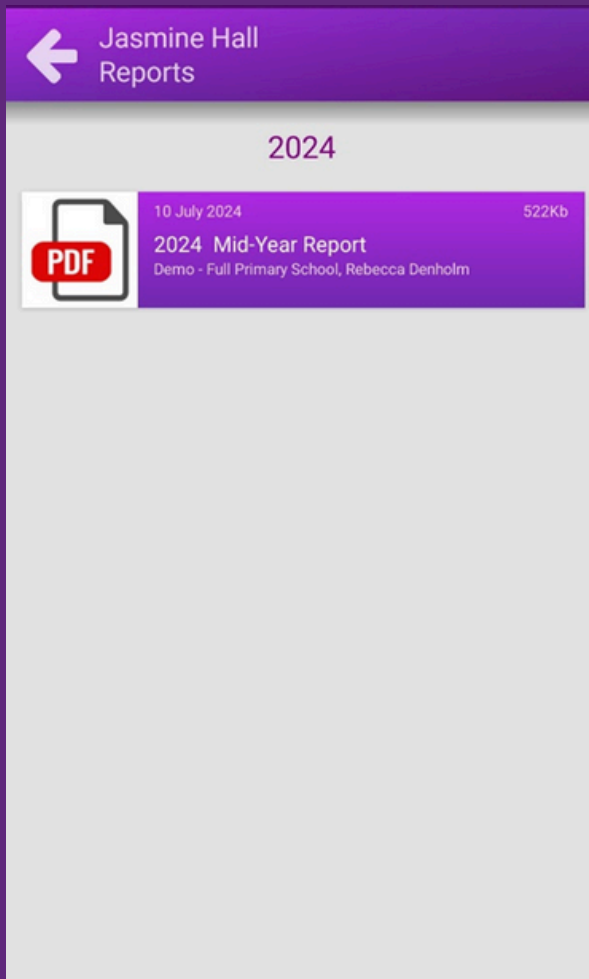 Jasmine Hall
Reports
2024
PDF
10 July 2024 522Kb
2024 Mid-Year Report
Demo - Full Primary School, Rebecca Denholm